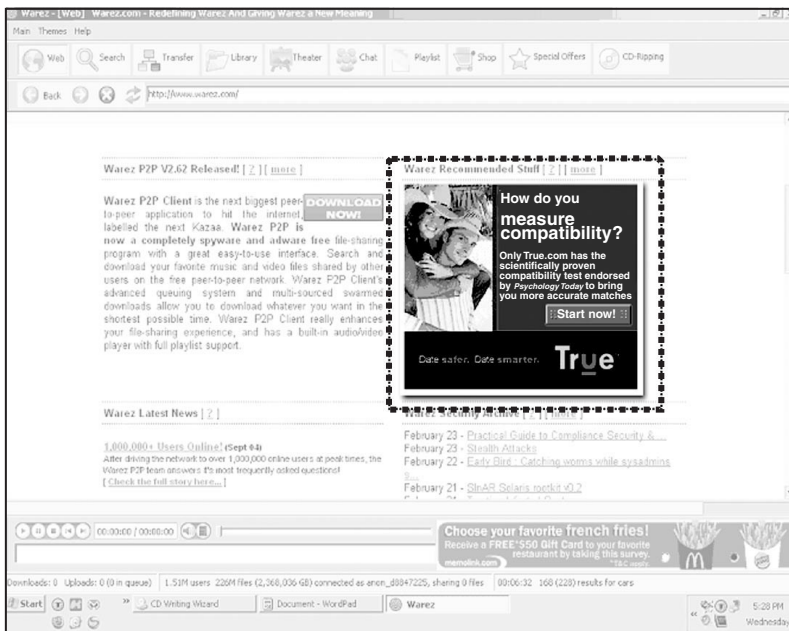 Warez - [Web] Warez.com - Redefining Warez And Giving Warez a New Meaning
Main Themes Help
Web Search Transfer Library Theater Chat Playlist Shop Special Offers CD-Ripping
Back http://www.warez.com/
Warez P2P V2.62 Released! [ ? ] [ more ]
Warez P2P Client is the next biggest peer-
to-peer application to hit the internet,
labelled the next Kazaa. Warez P2P is
now a completely spyware and adware free file-sharing
program with a great easy-to-use interface. Search and
download your favorite music and video files shared by other
users on the free peer-to-peer network. Warez P2P Client's
advanced queuing system and multi-sourced swarmed
downloads allow you to download whatever you want in the
shortest possible time. Warez P2P Client really enhances
your file-sharing experience, and has a built-in audio/video
player with full playlist support.
DOWNLOAD
NOW!
Warez Recommended Stuff [ ? ] [ more ]
How do you
measure
compatibility?
Only True.com has the
scientifically proven
compatibility test endorsed
by Psychology Today to bring
you more accurate matches
Start now!
Date safer. Date smarter. True
Warez Latest News [ ? ]
1,000,000+ Users Online! (Sept 04)
After driving the network to over 1,000,000 online users at peak times, the
Warez P2P team answers it's most frequently asked questions!
[ Check the full story here... ]
Warez Security Archive [ ? ] [ more ]
February 23 - Practical Guide to Compliance Security & ...
February 23 - Stealth Attacks
February 22 - Early Bird : Catching worms while sysadmins
...
February 21 - SInAR Solaris rootkit v0.2
00:00:00 / 00:00:00
Choose your favorite french fries!
Receive a FREE* $50 Gift Card to your favorite
restaurant by taking this survey.
memolink.com *T&C apply.
Downloads: 0 Uploads: 0 (0 in queue) 1.51M users 226M files (2,368,036 GB) connected as anon_d8847225, sharing 0 files 00:06:32 168 (228) results for cars
Start » CD Writing Wizard Document - WordPad Warez « 5:28 PM
Wednesday